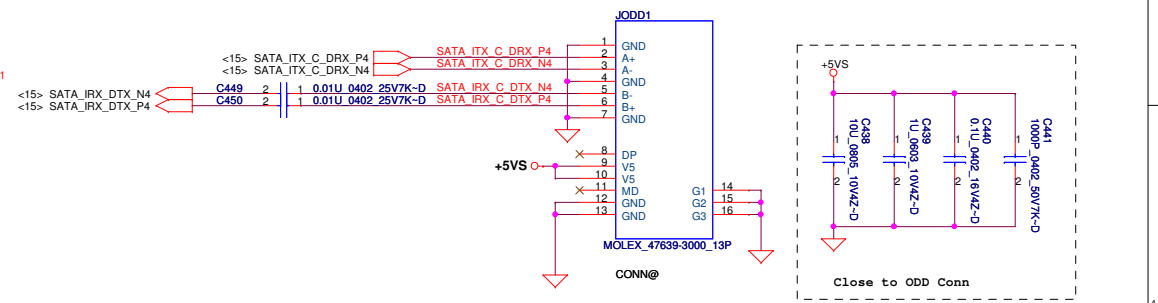 JODD1
<15> SATA_ITX_C_DRX_P4 SATA_ITX_C_DRX_P4 1 GND
<15> SATA_ITX_C_DRX_N4 SATA_ITX_C_DRX_N4 2 A+
3 A-
4 GND
<15> SATA_IRX_DTX_N4 C449 2 1 0.01U_0402_25V7K~D SATA_IRX_C_DTX_N4 5 B-
<15> SATA_IRX_DTX_P4 C450 2 1 0.01U_0402_25V7K~D SATA_IRX_C_DTX_P4 6 B+
7 GND
8 DP
+5VS 9 V5
10 V5
11 MD
12 GND
13 GND
G1 14
G2 15
G3 16
MOLEX_47639-3000_13P
CONN@
+5VS
1 2 C438
10U_0805_10V4Z~D
1 2 C439
1U_0603_10V4Z~D
1 2 C440
0.1U_0402_16V4Z~D
1 2 C441
1000P_0402_50V7K~D
Close to ODD Conn
1